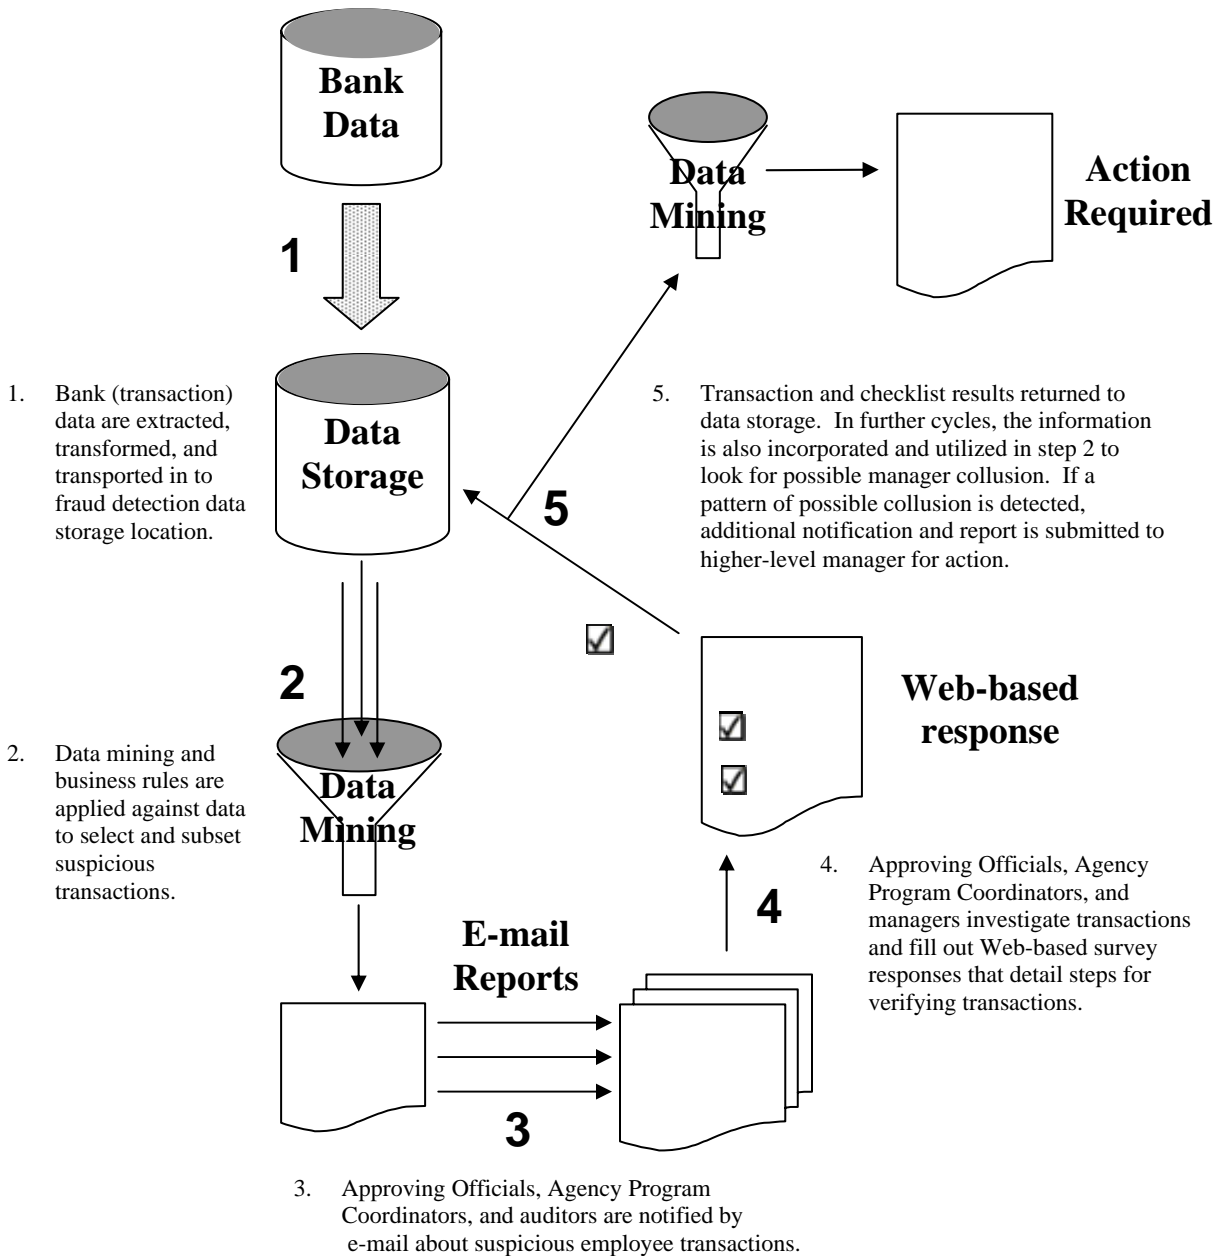 Bank
Data
1
Data
Mining
Action
Required
1. Bank (transaction)
data are extracted,
transformed, and
transported in to
fraud detection data
storage location.
Data
Storage
5
5. Transaction and checklist results returned to
data storage. In further cycles, the information
is also incorporated and utilized in step 2 to
look for possible manager collusion. If a
pattern of possible collusion is detected,
additional notification and report is submitted to
higher-level manager for action.
2
Web-based
response
2. Data mining and
business rules are
applied against data
to select and subset
suspicious
transactions.
Data
Mining
4
4. Approving Officials, Agency
Program Coordinators, and
managers investigate transactions
and fill out Web-based survey
responses that detail steps for
verifying transactions.
E-mail
Reports
3
3. Approving Officials, Agency Program
Coordinators, and auditors are notified by
e-mail about suspicious employee transactions.